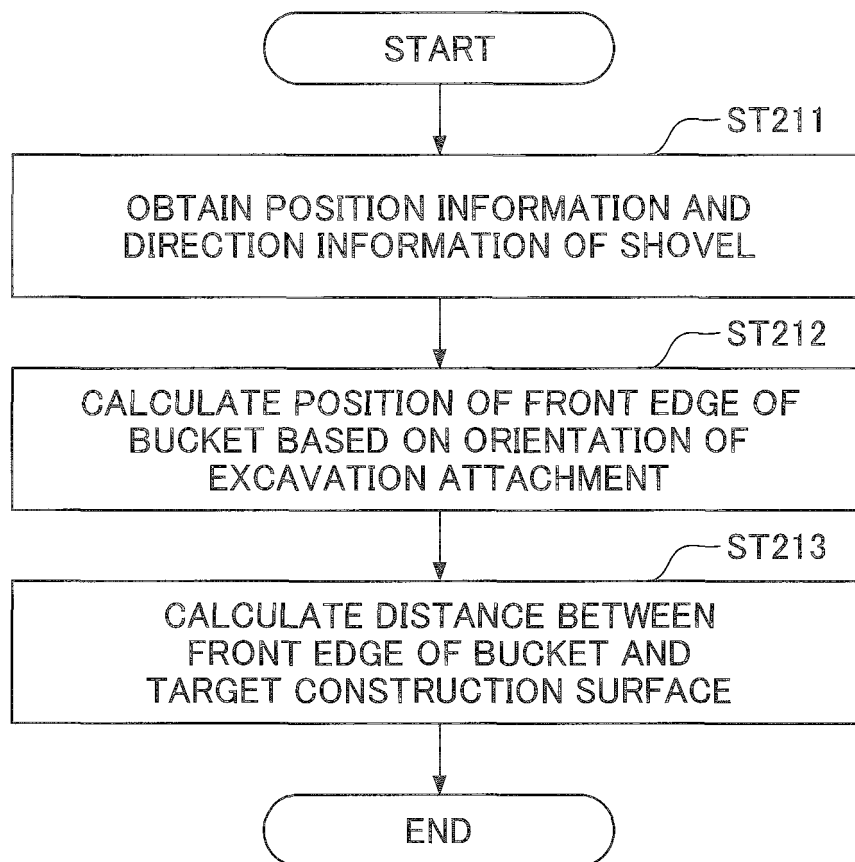 START
ST211
OBTAIN POSITION INFORMATION AND
DIRECTION INFORMATION OF SHOVEL
ST212
CALCULATE POSITION OF FRONT EDGE OF
BUCKET BASED ON ORIENTATION OF
EXCAVATION ATTACHMENT
ST213
CALCULATE DISTANCE BETWEEN
FRONT EDGE OF BUCKET AND
TARGET CONSTRUCTION SURFACE
END